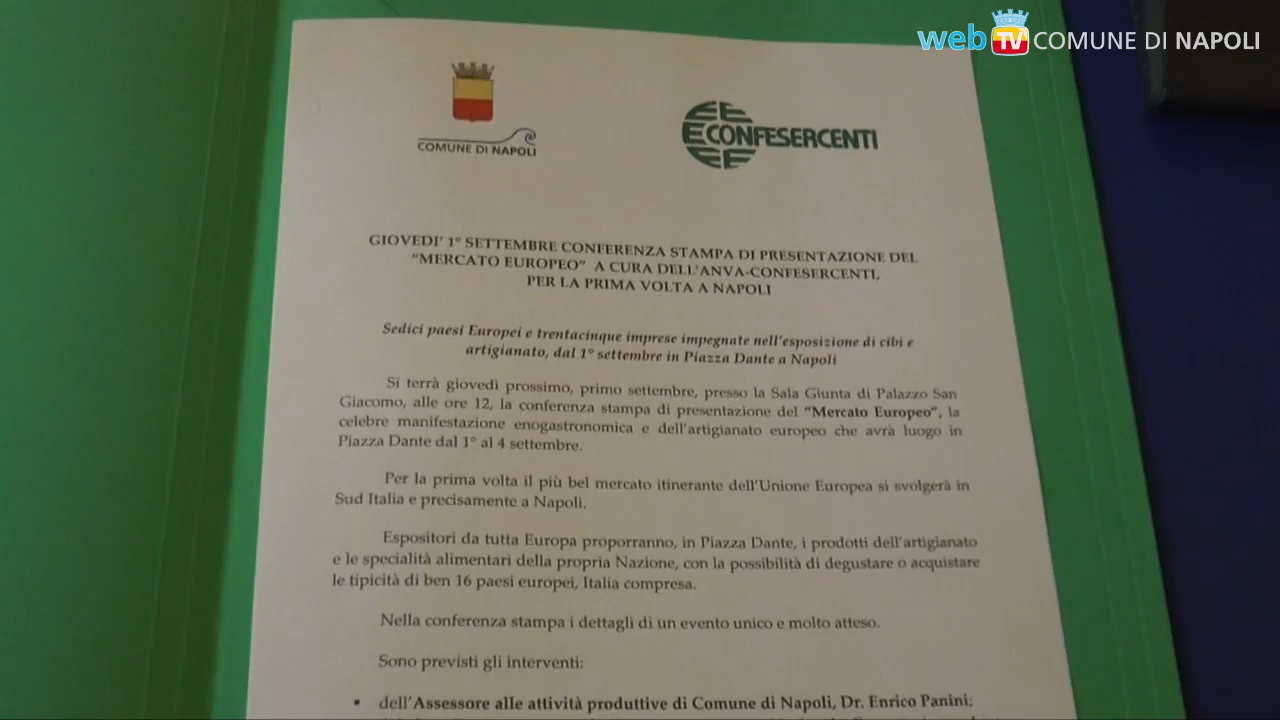 web TV COMUNE DI NAPOLI
COMUNE DI NAPOLI
CONFESERCENTI
GIOVEDI' 1° SETTEMBRE CONFERENZA STAMPA DI PRESENTAZIONE DEL
"MERCATO EUROPEO" A CURA DELL'ANVA-CONFESERCENTI,
PER LA PRIMA VOLTA A NAPOLI
Sedici paesi Europei e trentacinque imprese impegnate nell'esposizione di cibi e
artigianato, dal 1° settembre in Piazza Dante a Napoli
Si terrà giovedì prossimo, primo settembre, presso la Sala Giunta di Palazzo San
Giacomo, alle ore 12, la conferenza stampa di presentazione del "Mercato Europeo", la
celebre manifestazione enogastronomica e dell'artigianato europeo che avrà luogo in
Piazza Dante dal 1° al 4 settembre.
Per la prima volta il più bel mercato itinerante dell'Unione Europea si svolgerà in
Sud Italia e precisamente a Napoli.
Espositori da tutta Europa proporranno, in Piazza Dante, i prodotti dell'artigianato
e le specialità alimentari della propria Nazione, con la possibilità di degustare o acquistare
le tipicità di ben 16 paesi europei, Italia compresa.
Nella conferenza stampa i dettagli di un evento unico e molto atteso.
Sono previsti gli interventi:
▪ dell'Assessore alle attività produttive di Comune di Napoli, Dr. Enrico Panini;